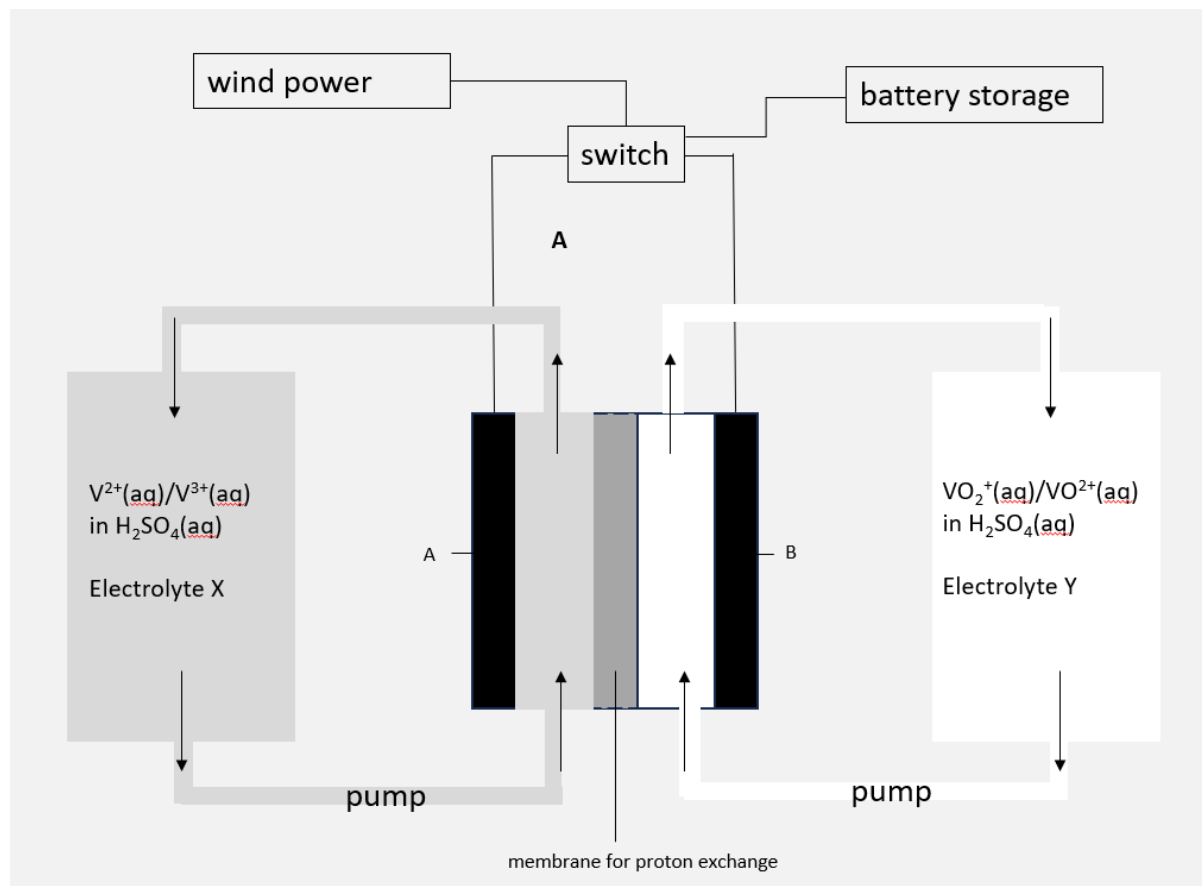 wind power
battery storage
switch
A
V²⁺(aq)/V³⁺(aq)
in H₂SO₄(aq)
Electrolyte X
A
B
VO₂⁺(aq)/VO²⁺(aq)
in H₂SO₄(aq)
Electrolyte Y
pump
pump
membrane for proton exchange